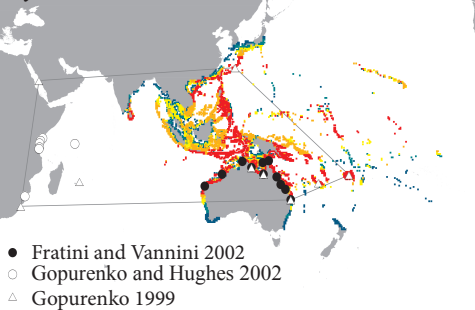 Fratini and Vannini 2002
Gopurenko and Hughes 2002
Gopurenko 1999